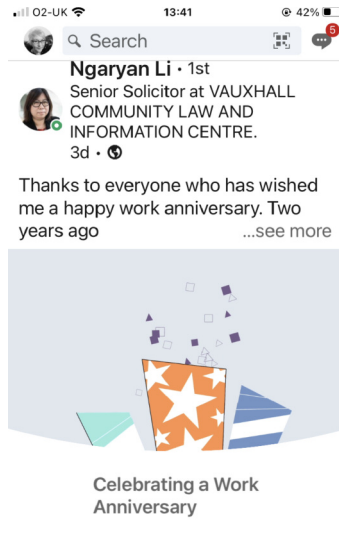 O2-UK 13:41 42%
Search
5
Ngaryan Li • 1st
Senior Solicitor at VAUXHALL
COMMUNITY LAW AND
INFORMATION CENTRE.
3d •
Thanks to everyone who has wished
me a happy work anniversary. Two
years ago ...see more
Celebrating a Work
Anniversary